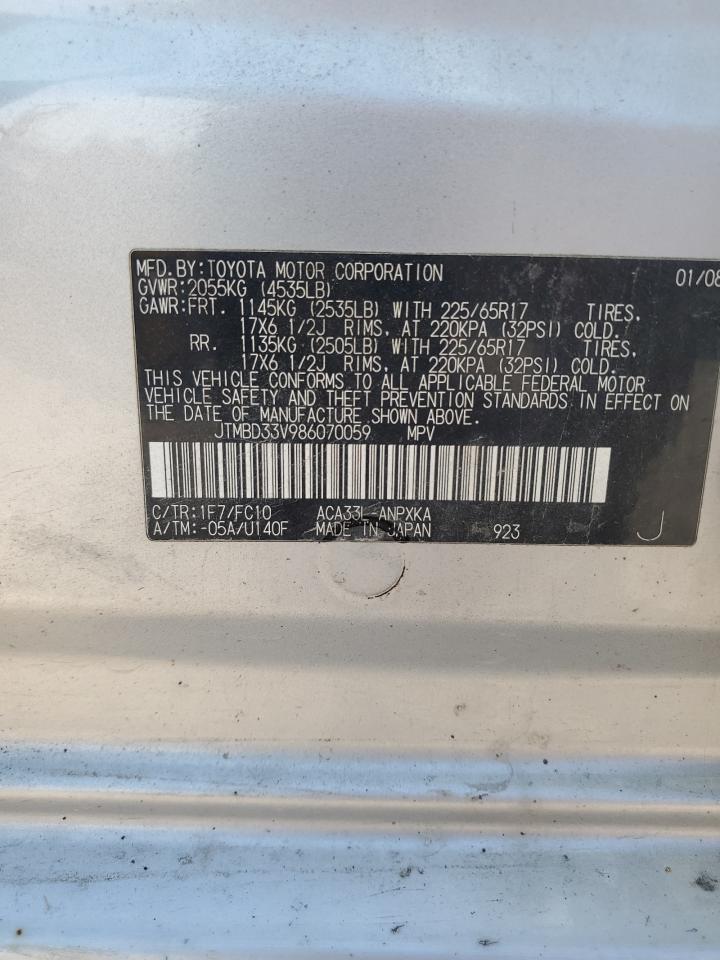 MFD.BY:TOYOTA MOTOR CORPORATION 01/08
GVWR:2055KG (4535LB)
GAWR:FRT. 1145KG (2535LB) WITH 225/65R17 TIRES,
17X6 1/2J RIMS, AT 220KPA (32PSI) COLD.
RR. 1135KG (2505LB) WITH 225/65R17 TIRES,
17X6 1/2J RIMS, AT 220KPA (32PSI) COLD.
THIS VEHICLE CONFORMS TO ALL APPLICABLE FEDERAL MOTOR
VEHICLE SAFETY AND THEFT PREVENTION STANDARDS IN EFFECT ON
THE DATE OF MANUFACTURE SHOWN ABOVE.
JTMBD33V986070059 MPV
C/TR:1F7/FC10 ACA33L-ANPXKA
A/TM:-05A/U140F MADE IN JAPAN 923 J